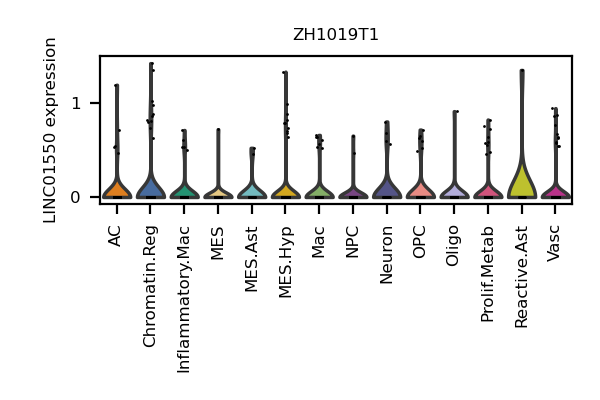 ZH1019T1
LINC01550 expression
1
0
AC
Chromatin.Reg
Inflammatory.Mac
MES
MES.Ast
MES.Hyp
Mac
NPC
Neuron
OPC
Oligo
Prolif.Metab
Reactive.Ast
Vasc